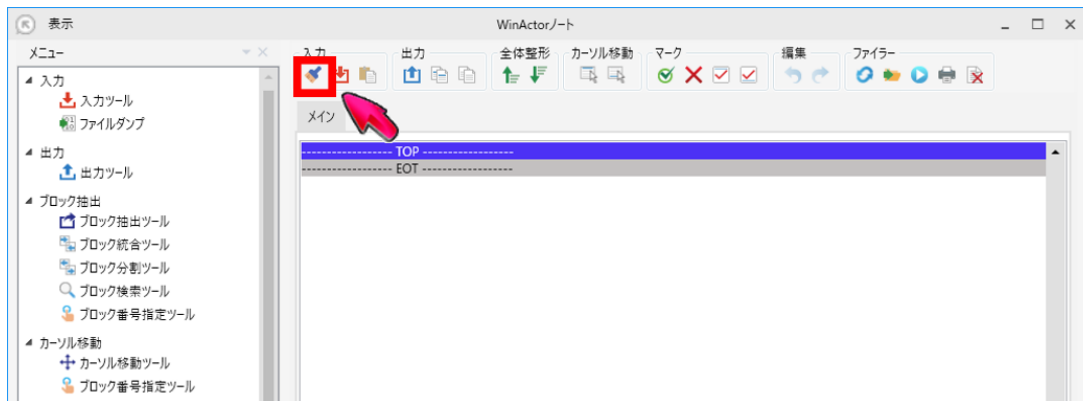 表示
WinActorノート
メニュー
入力
入力ツール
ファイルダンプ
出力
出力ツール
ブロック抽出
ブロック抽出ツール
ブロック統合ツール
ブロック分割ツール
ブロック検索ツール
ブロック番号指定ツール
カーソル移動
カーソル移動ツール
ブロック番号指定ツール
入力
出力
全体整形
カーソル移動
マーク
編集
ファイラー
メイン
------------------ TOP ------------------
------------------ EOT ------------------